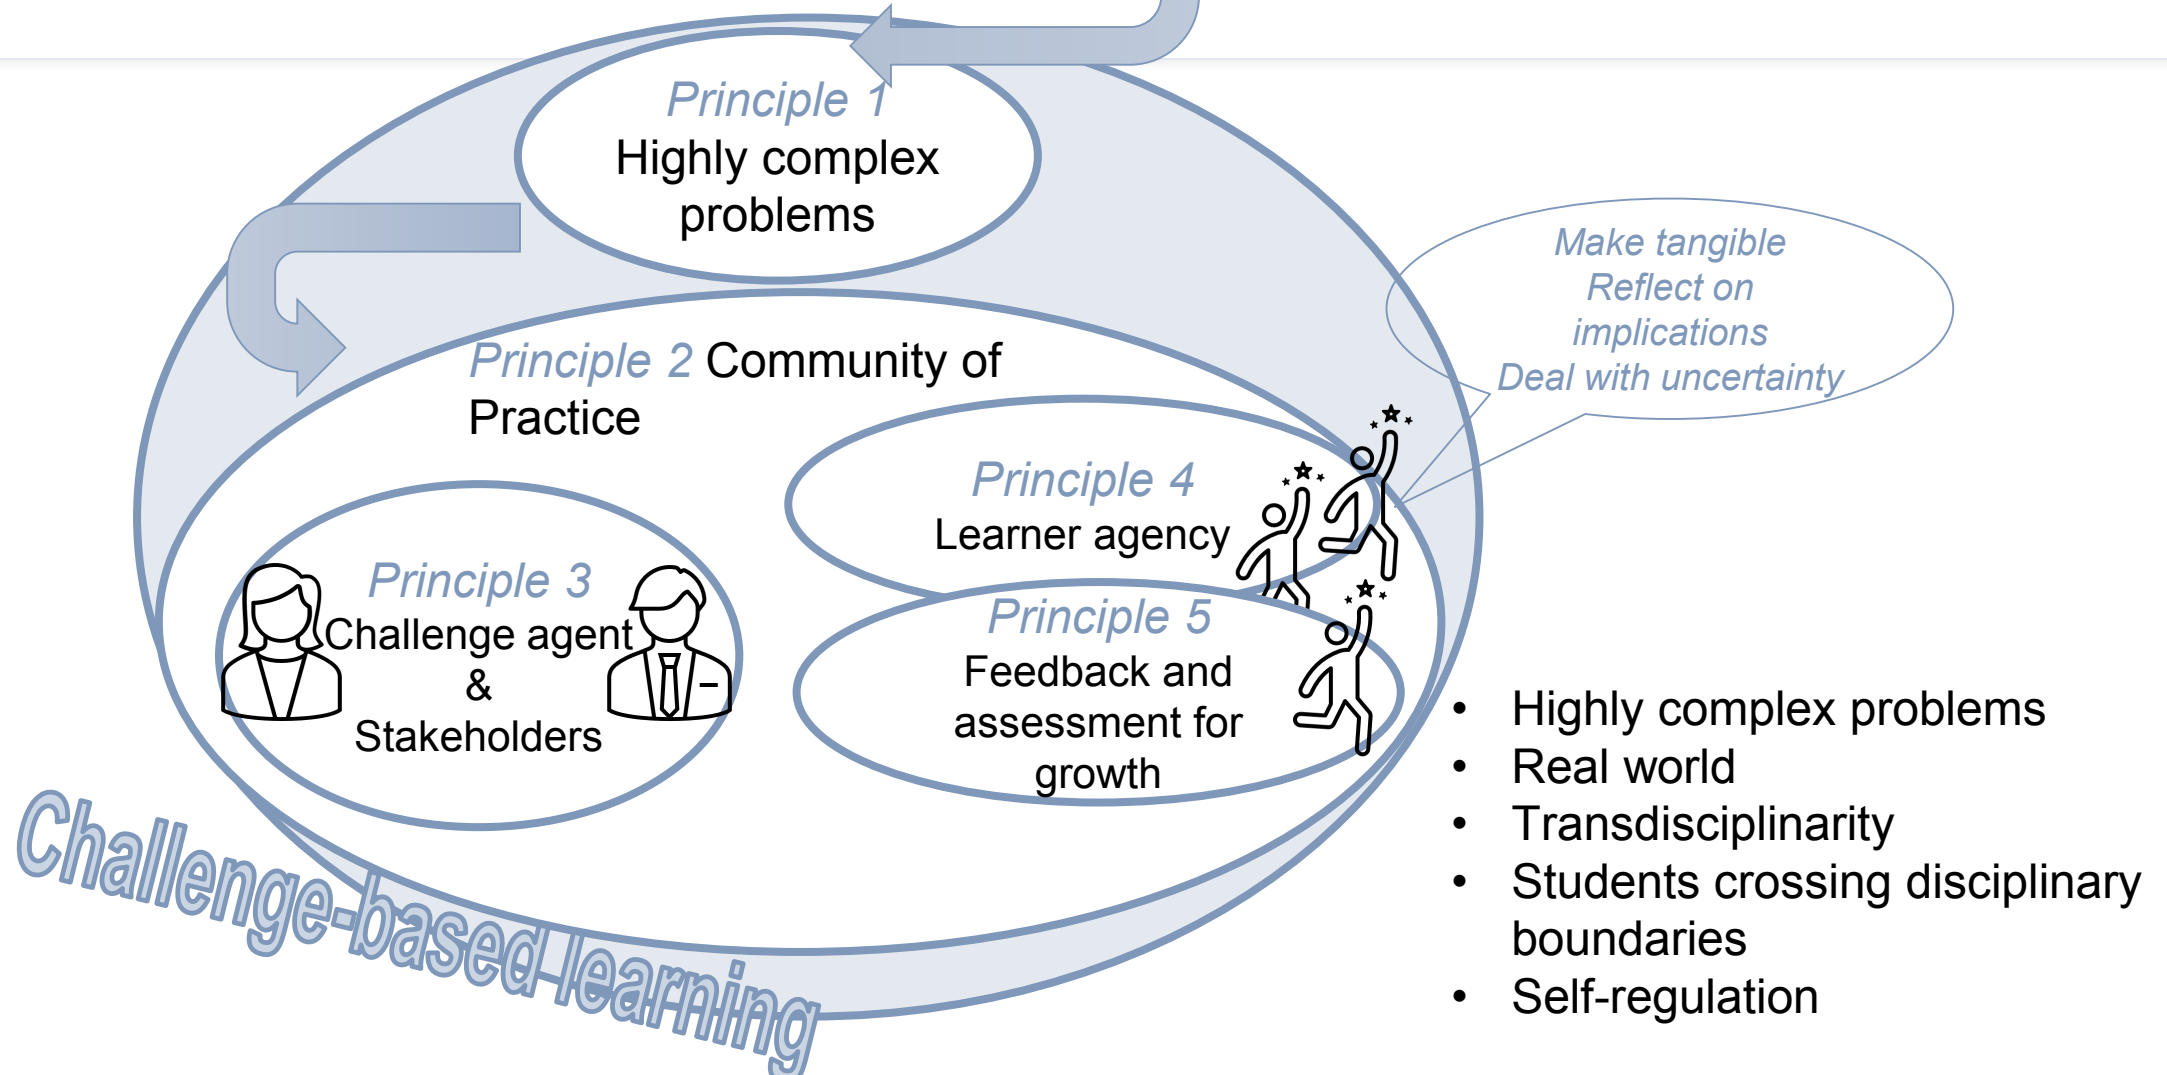 Principle 1
Highly complex
problems
Make tangible
Reflect on
implications
Deal with uncertainty
Principle 2 Community of
Practice
Principle 4
Learner agency
Principle 3
Challenge agent
&
Stakeholders
Principle 5
Feedback and
assessment for
growth
• Highly complex problems
• Real world
• Transdisciplinarity
• Students crossing disciplinary
boundaries
• Self-regulation
Challenge-based learning